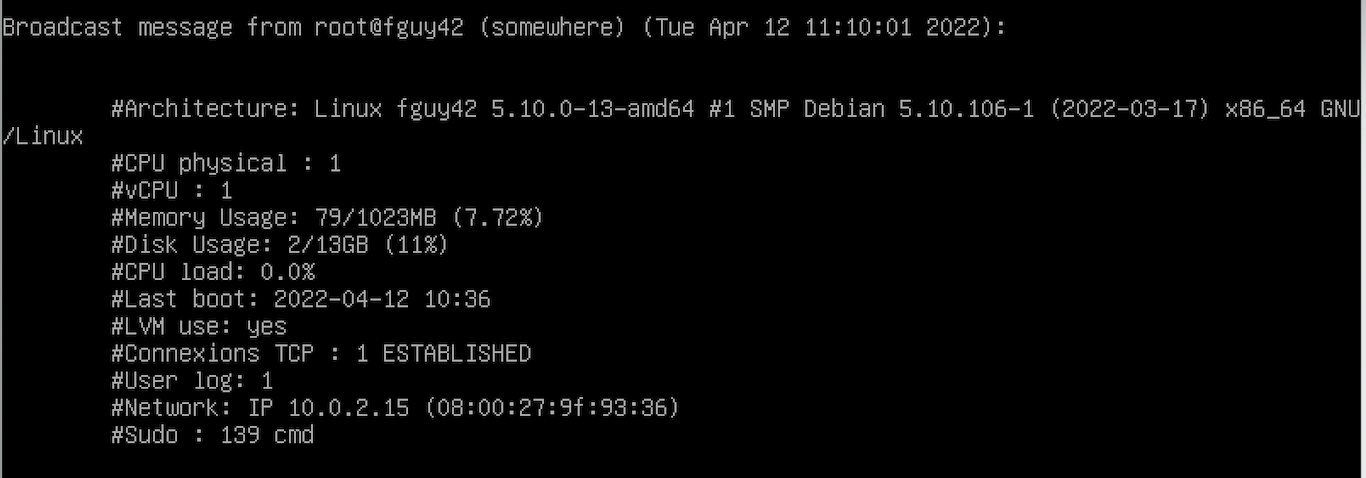 Broadcast message from root@fguy42 (somewhere) (Tue Apr 12 11:10:01 2022):
#Architecture: Linux fguy42 5.10.0-13-amd64 #1 SMP Debian 5.10.106-1 (2022-03-17) x86_64 GNU
/Linux
#CPU physical : 1
#vCPU : 1
#Memory Usage: 79/1023MB (7.72%)
#Disk Usage: 2/13GB (11%)
#CPU load: 0.0%
#Last boot: 2022-04-12 10:36
#LVM use: yes
#Connexions TCP : 1 ESTABLISHED
#User log: 1
#Network: IP 10.0.2.15 (08:00:27:9f:93:36)
#Sudo : 139 cmd